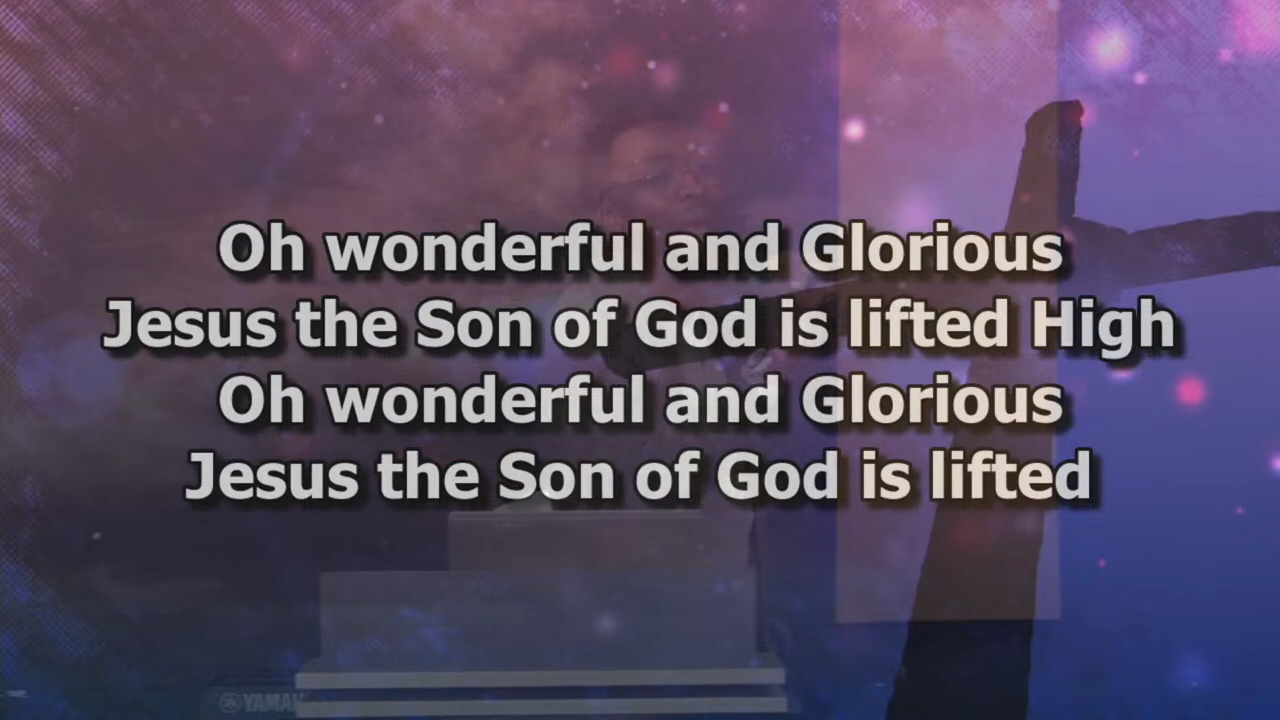 Oh wonderful and Glorious
Jesus the Son of God is lifted High
Oh wonderful and Glorious
Jesus the Son of God is lifted